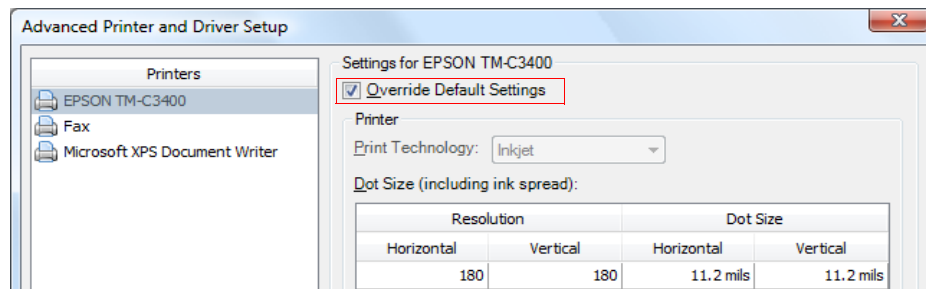 Advanced Printer and Driver Setup
Printers
EPSON TM-C3400
Fax
Microsoft XPS Document Writer
Settings for EPSON TM-C3400
Override Default Settings
Printer
Print Technology: Inkjet
Dot Size (including ink spread):
Resolution Dot Size
Horizontal Vertical Horizontal Vertical
180 180 11.2 mils 11.2 mils